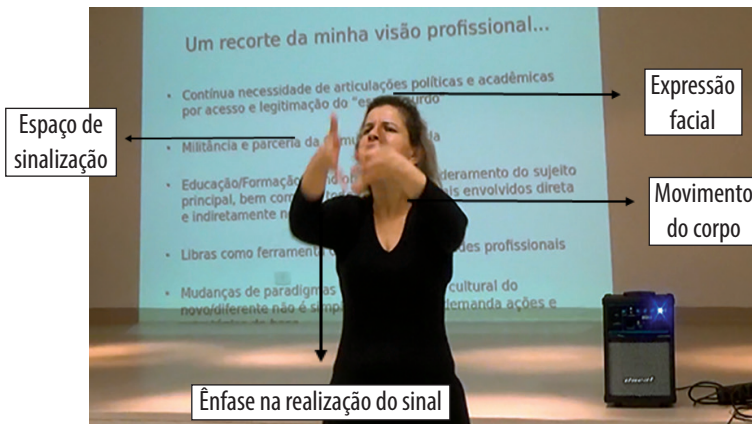 Um recorte da minha visão profissional...
• Contínua necessidade de articulações políticas e acadêmicas
por acesso e legitimação do "es
Expressão
facial
Espaço de
sinalização
• Militância e parceria da
• Educação/Formação deramento do sujeito
principal, bem com envolvidos direta
e indiretamente
Movimento
do corpo
• Libras como ferramenta des profissionais
• Mudanças de paradigmas cultural do
novo/diferente não é simp demanda ações e
Ênfase na realização do sinal